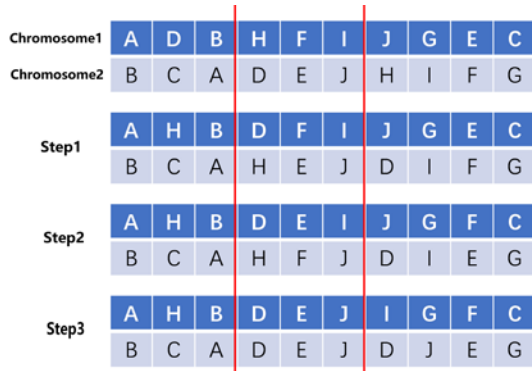 Chromosome1 A D B H F I J G E C
Chromosome2 B C A D E J H I F G
Step1
A H B D F I J G E C
B C A H E J D I F G
Step2
A H B D E I J G F C
B C A H F J D I E G
Step3
A H B D E J I G F C
B C A D E J D J E G